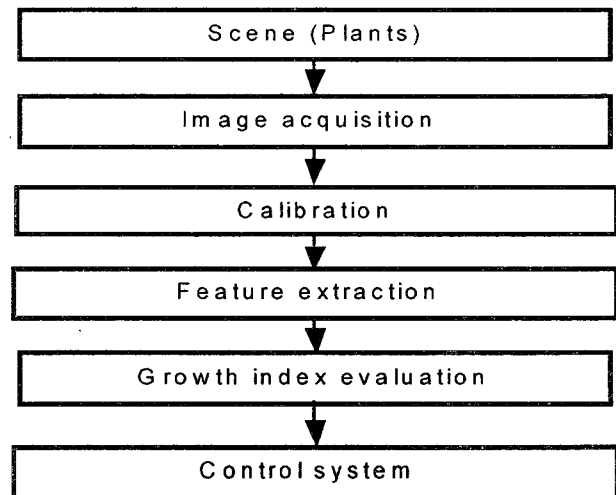 Scene (Plants)
Image acquisition
Calibration
Feature extraction
Growth index evaluation
Control system